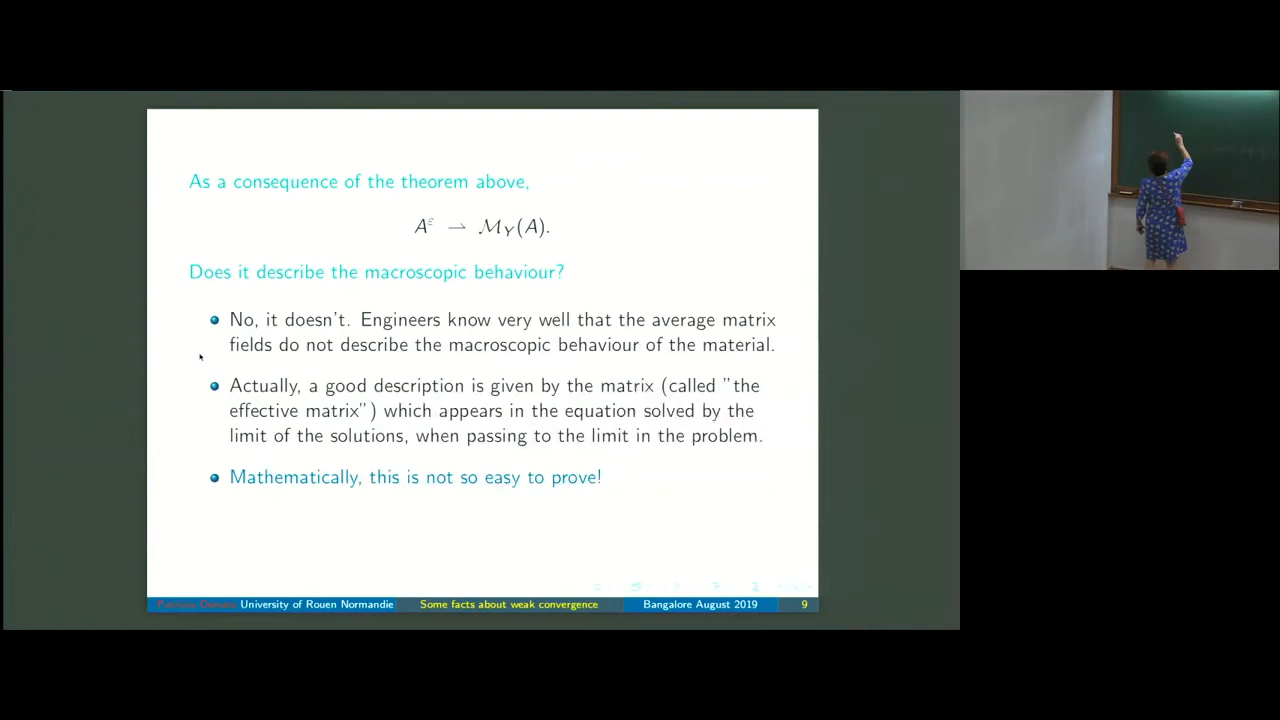 As a consequence of the theorem above,
Aᵋ ⇀ ℳ_Y(A).
Does it describe the macroscopic behaviour?
No, it doesn't. Engineers know very well that the average matrix
fields do not describe the macroscopic behaviour of the material.
Actually, a good description is given by the matrix (called "the
effective matrix") which appears in the equation solved by the
limit of the solutions, when passing to the limit in the problem.
Mathematically, this is not so easy to prove!
University of Rouen Normandie Some facts about weak convergence Bangalore August 2019 9